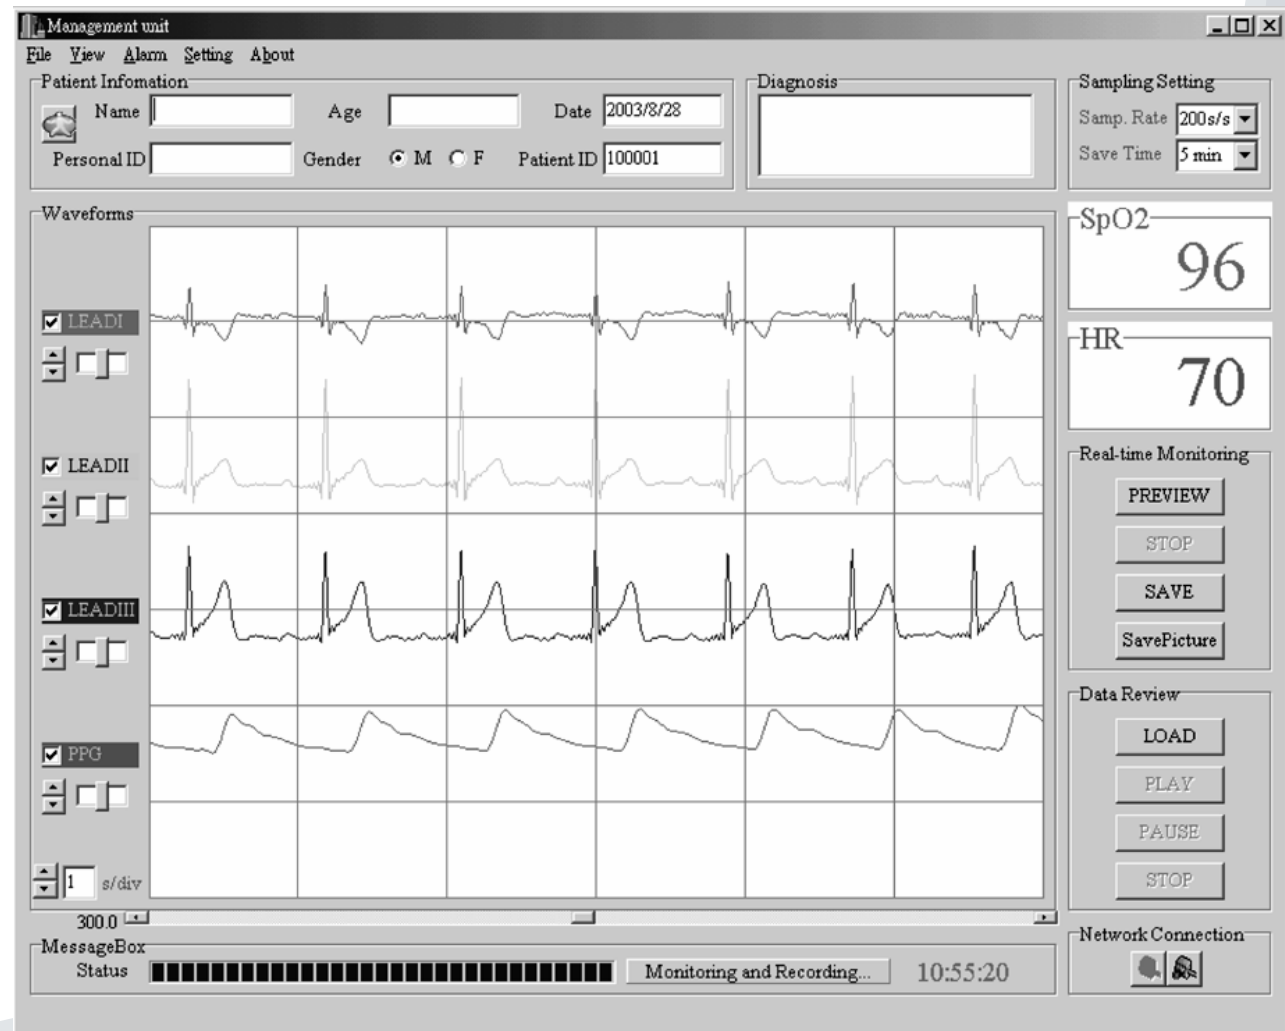 Management unit
File View Alarm Setting About
Patient Infomation
Name
Age
Date 2003/8/28
Personal ID
Gender M F
Patient ID 100001
Diagnosis
Sampling Setting
Samp. Rate 200s/s
Save Time 5 min
Waveforms
LEADI
LEADII
LEADIII
PPG
1 s/div
300.0
SpO2
96
HR
70
Real-time Monitoring
PREVIEW
STOP
SAVE
SavePicture
Data Review
LOAD
PLAY
PAUSE
STOP
MessageBox
Status Monitoring and Recording... 10:55:20
Network Connection